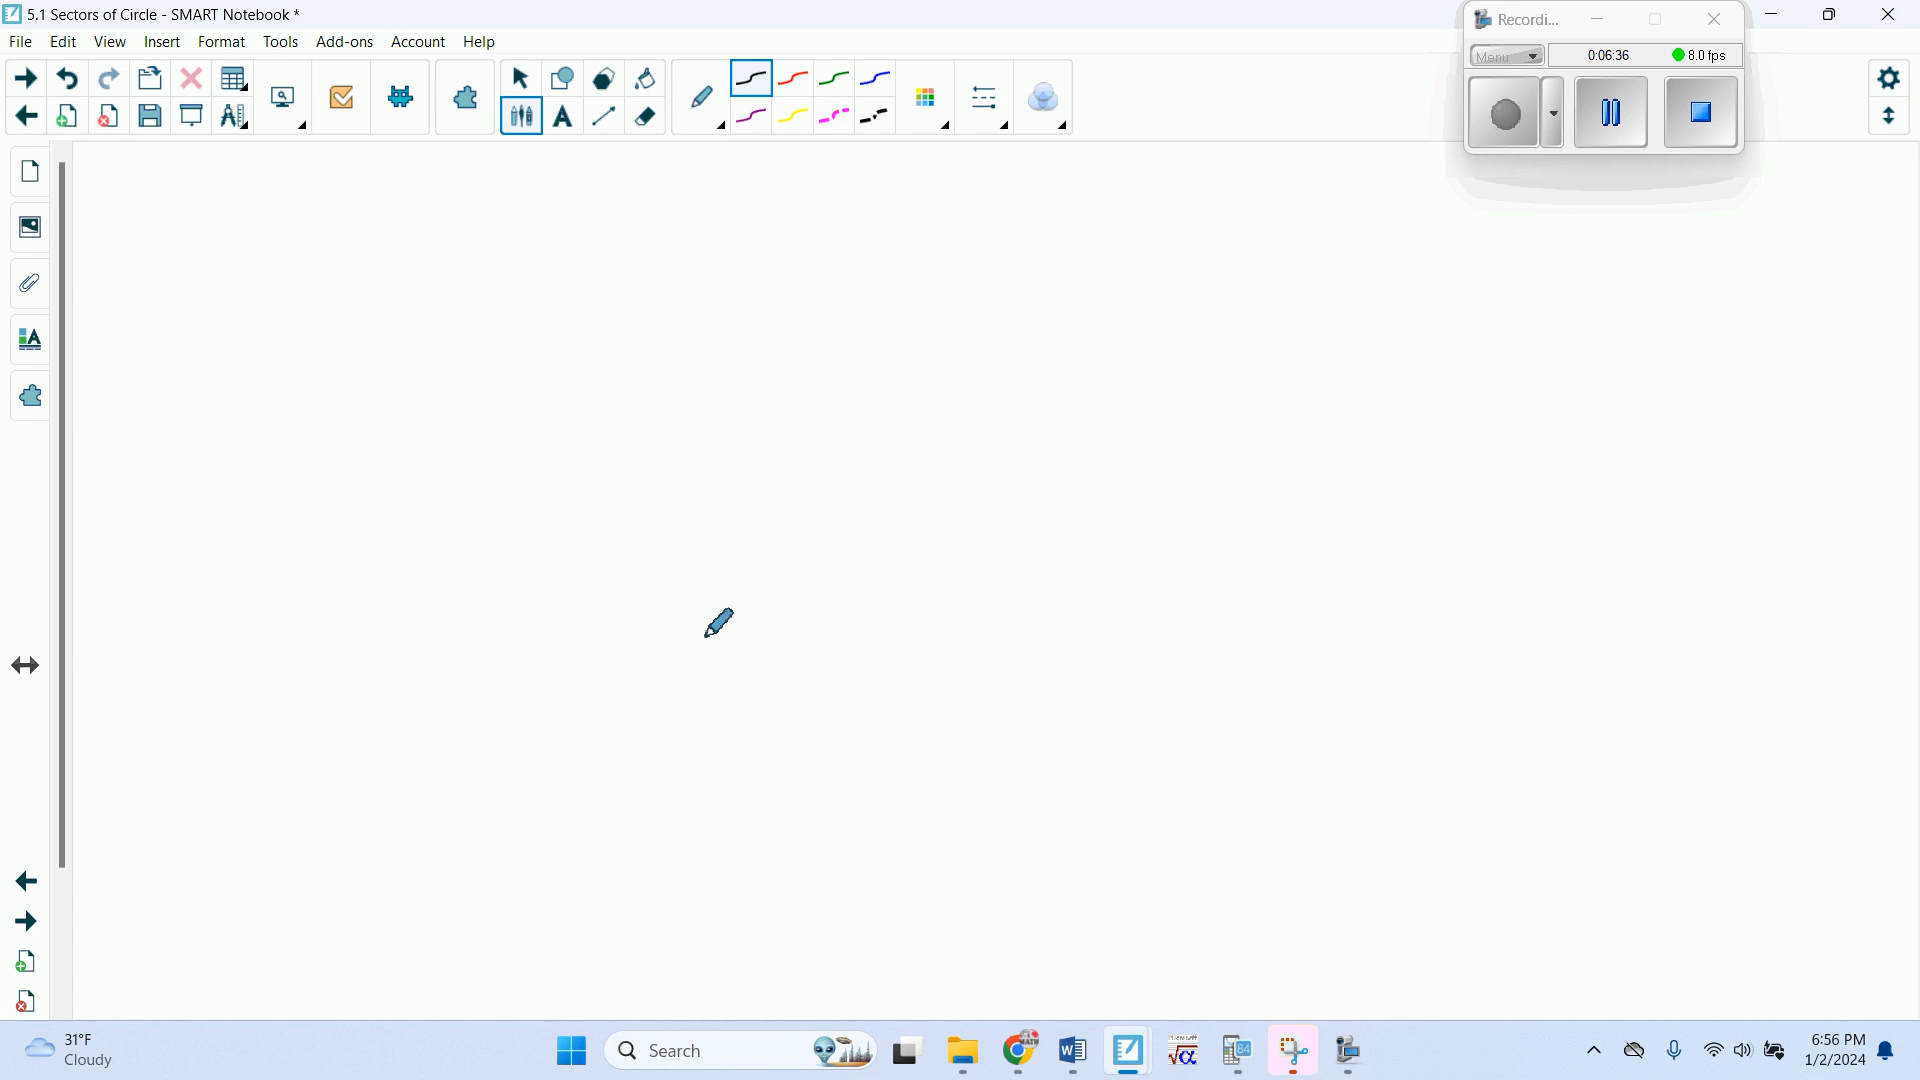 5.1 Sectors of Circle - SMART Notebook *
Recordi...
File Edit View Insert Format Tools Add-ons Account Help
Menu 0:06:36 8.0 fps
31°F
Cloudy
Search
84
6:56 PM
1/2/2024